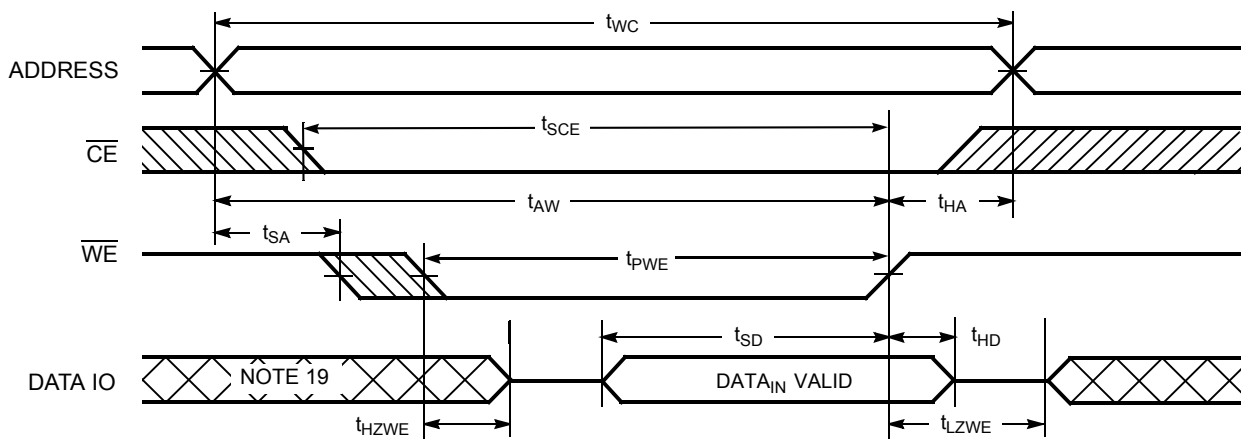 tWC
ADDRESS
tSCE
CE
tAW
tHA
tSA
WE
tPWE
tSD
tHD
DATA IO
NOTE 19
DATAIN VALID
tHZWE
tLZWE